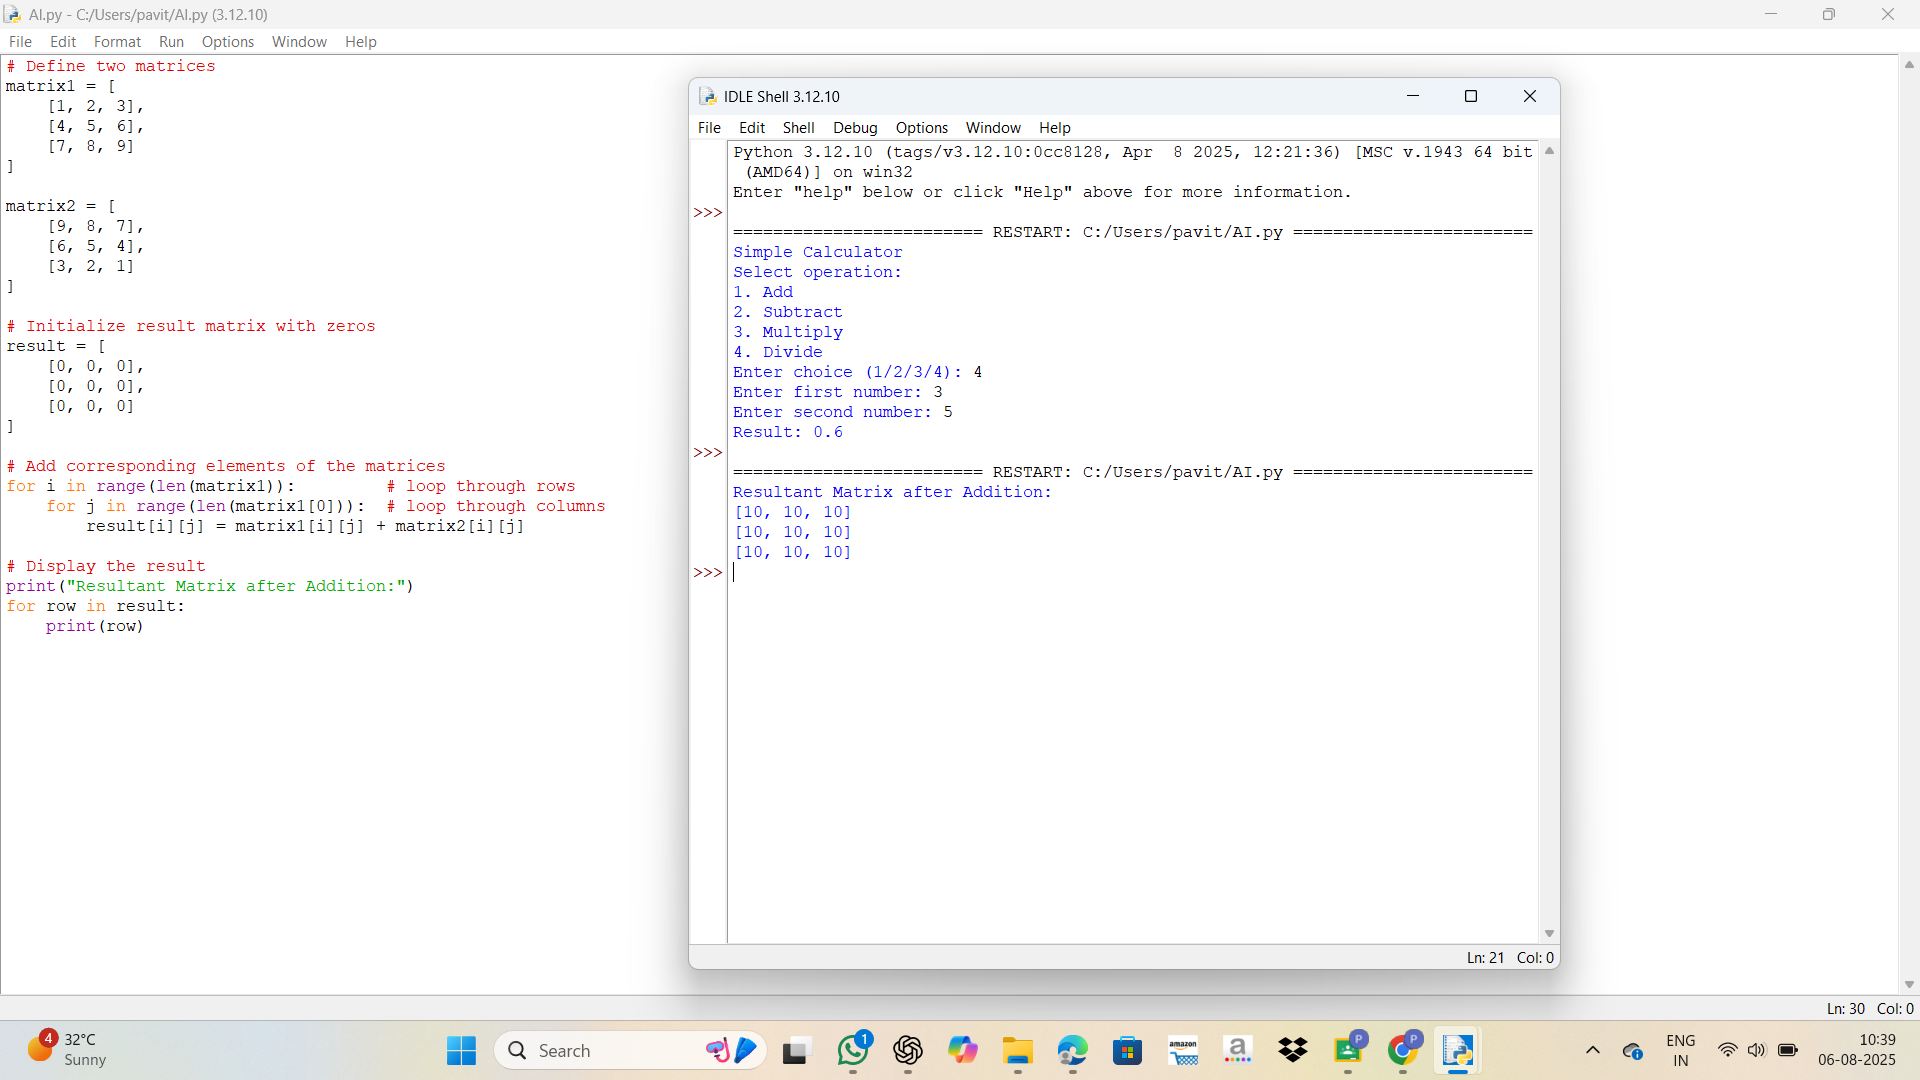 AI.py - C:/Users/pavit/AI.py (3.12.10)
File Edit Format Run Options Window Help
# Define two matrices
matrix1 = [
    [1, 2, 3],
    [4, 5, 6],
    [7, 8, 9]
]

matrix2 = [
    [9, 8, 7],
    [6, 5, 4],
    [3, 2, 1]
]

# Initialize result matrix with zeros
result = [
    [0, 0, 0],
    [0, 0, 0],
    [0, 0, 0]
]

# Add corresponding elements of the matrices
for i in range(len(matrix1)):         # loop through rows
    for j in range(len(matrix1[0])):  # loop through columns
        result[i][j] = matrix1[i][j] + matrix2[i][j]

# Display the result
print("Resultant Matrix after Addition:")
for row in result:
    print(row)
Ln: 30 Col: 0
IDLE Shell 3.12.10
File Edit Shell Debug Options Window Help
Python 3.12.10 (tags/v3.12.10:0cc8128, Apr  8 2025, 12:21:36) [MSC v.1943 64 bit
 (AMD64)] on win32
Enter "help" below or click "Help" above for more information.
>>>
========================= RESTART: C:/Users/pavit/AI.py ========================
Simple Calculator
Select operation:
1. Add
2. Subtract
3. Multiply
4. Divide
Enter choice (1/2/3/4): 4
Enter first number: 3
Enter second number: 5
Result: 0.6
>>>
========================= RESTART: C:/Users/pavit/AI.py ========================
Resultant Matrix after Addition:
[10, 10, 10]
[10, 10, 10]
[10, 10, 10]
>>>
Ln: 21 Col: 0
4
32°C
Sunny
Search
1
amazon
a
P
P
ENG
IN
10:39
06-08-2025